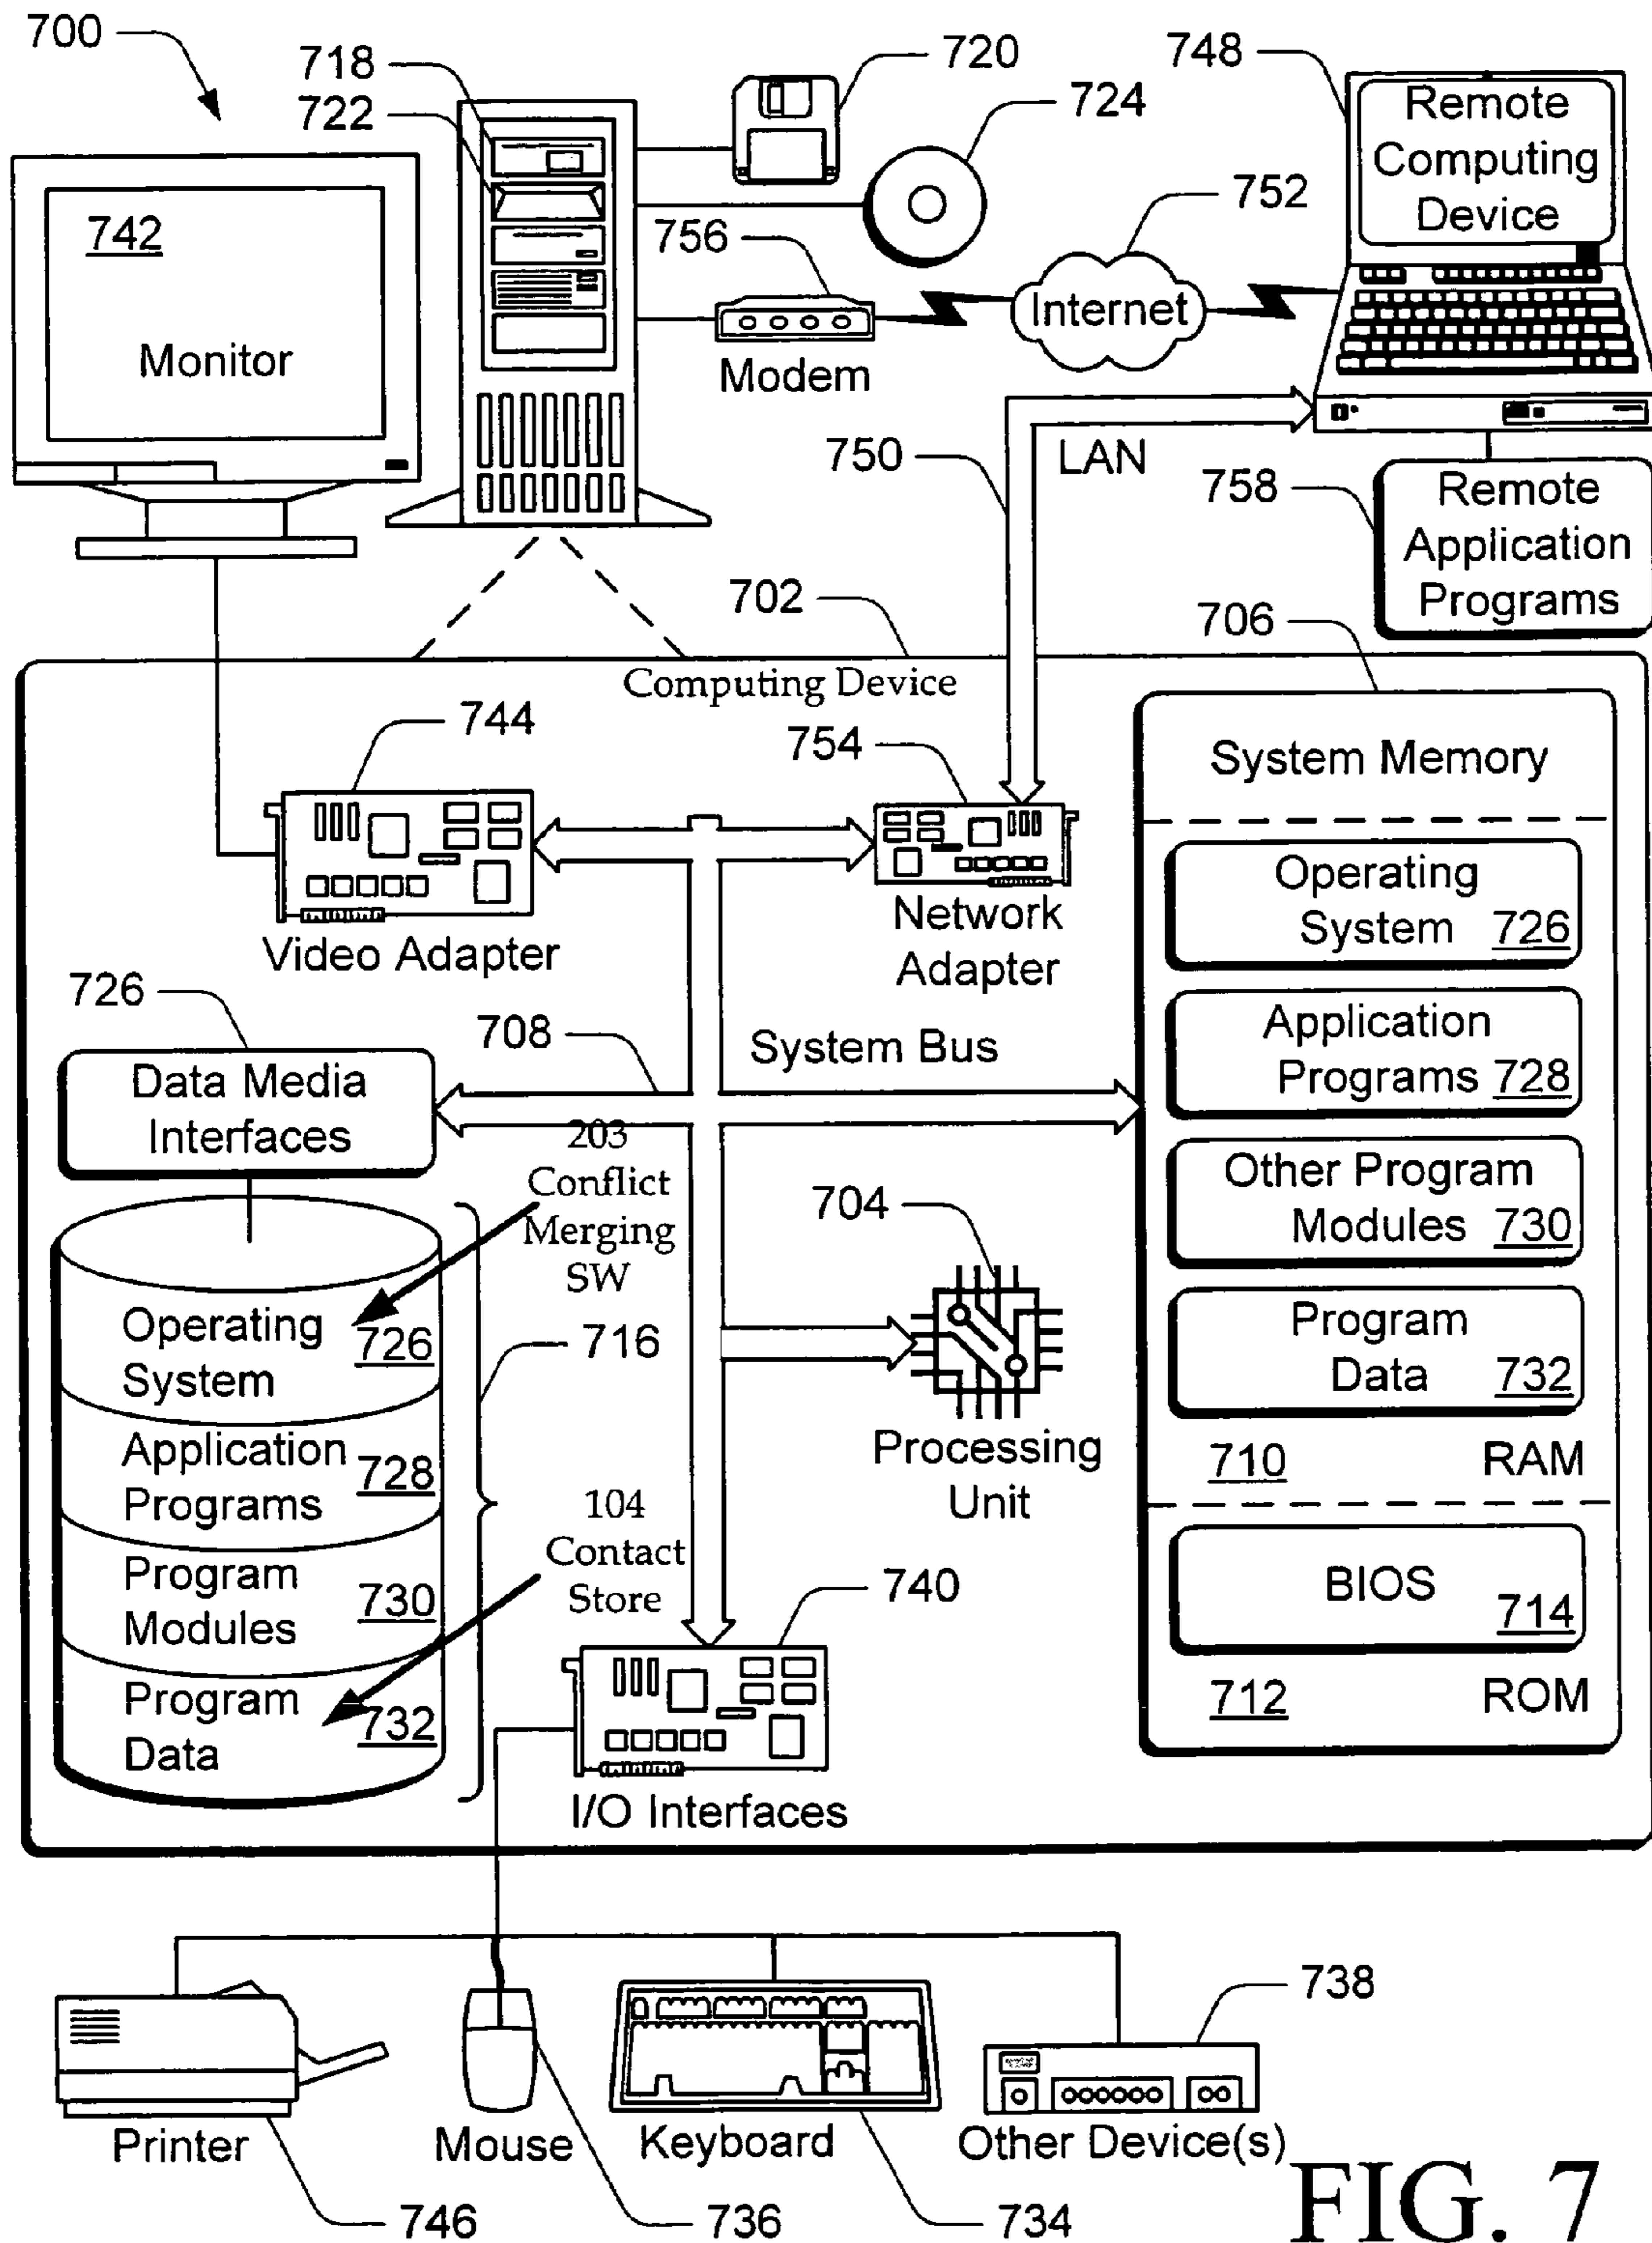 700
718
722
720
724
748
Remote
Computing
Device
752
742
756
Internet
Monitor
Modem
750
LAN
758
Remote
Application
Programs
702
706
Computing Device
744
754
System Memory
Video Adapter
Network
Adapter
Operating
System 726
726
708
System Bus
Application
Programs 728
Data Media
Interfaces
203
Conflict
Merging
SW
704
Other Program
Modules 730
Operating
System
726
716
Program
Data 732
Application
Programs
728
Processing
Unit
710 RAM
104
Contact
Store
Program
Modules
730
740
BIOS
714
Program
Data
732
712 ROM
I/O Interfaces
738
Printer
Mouse
Keyboard
Other Device(s)
746
736
734
FIG. 7